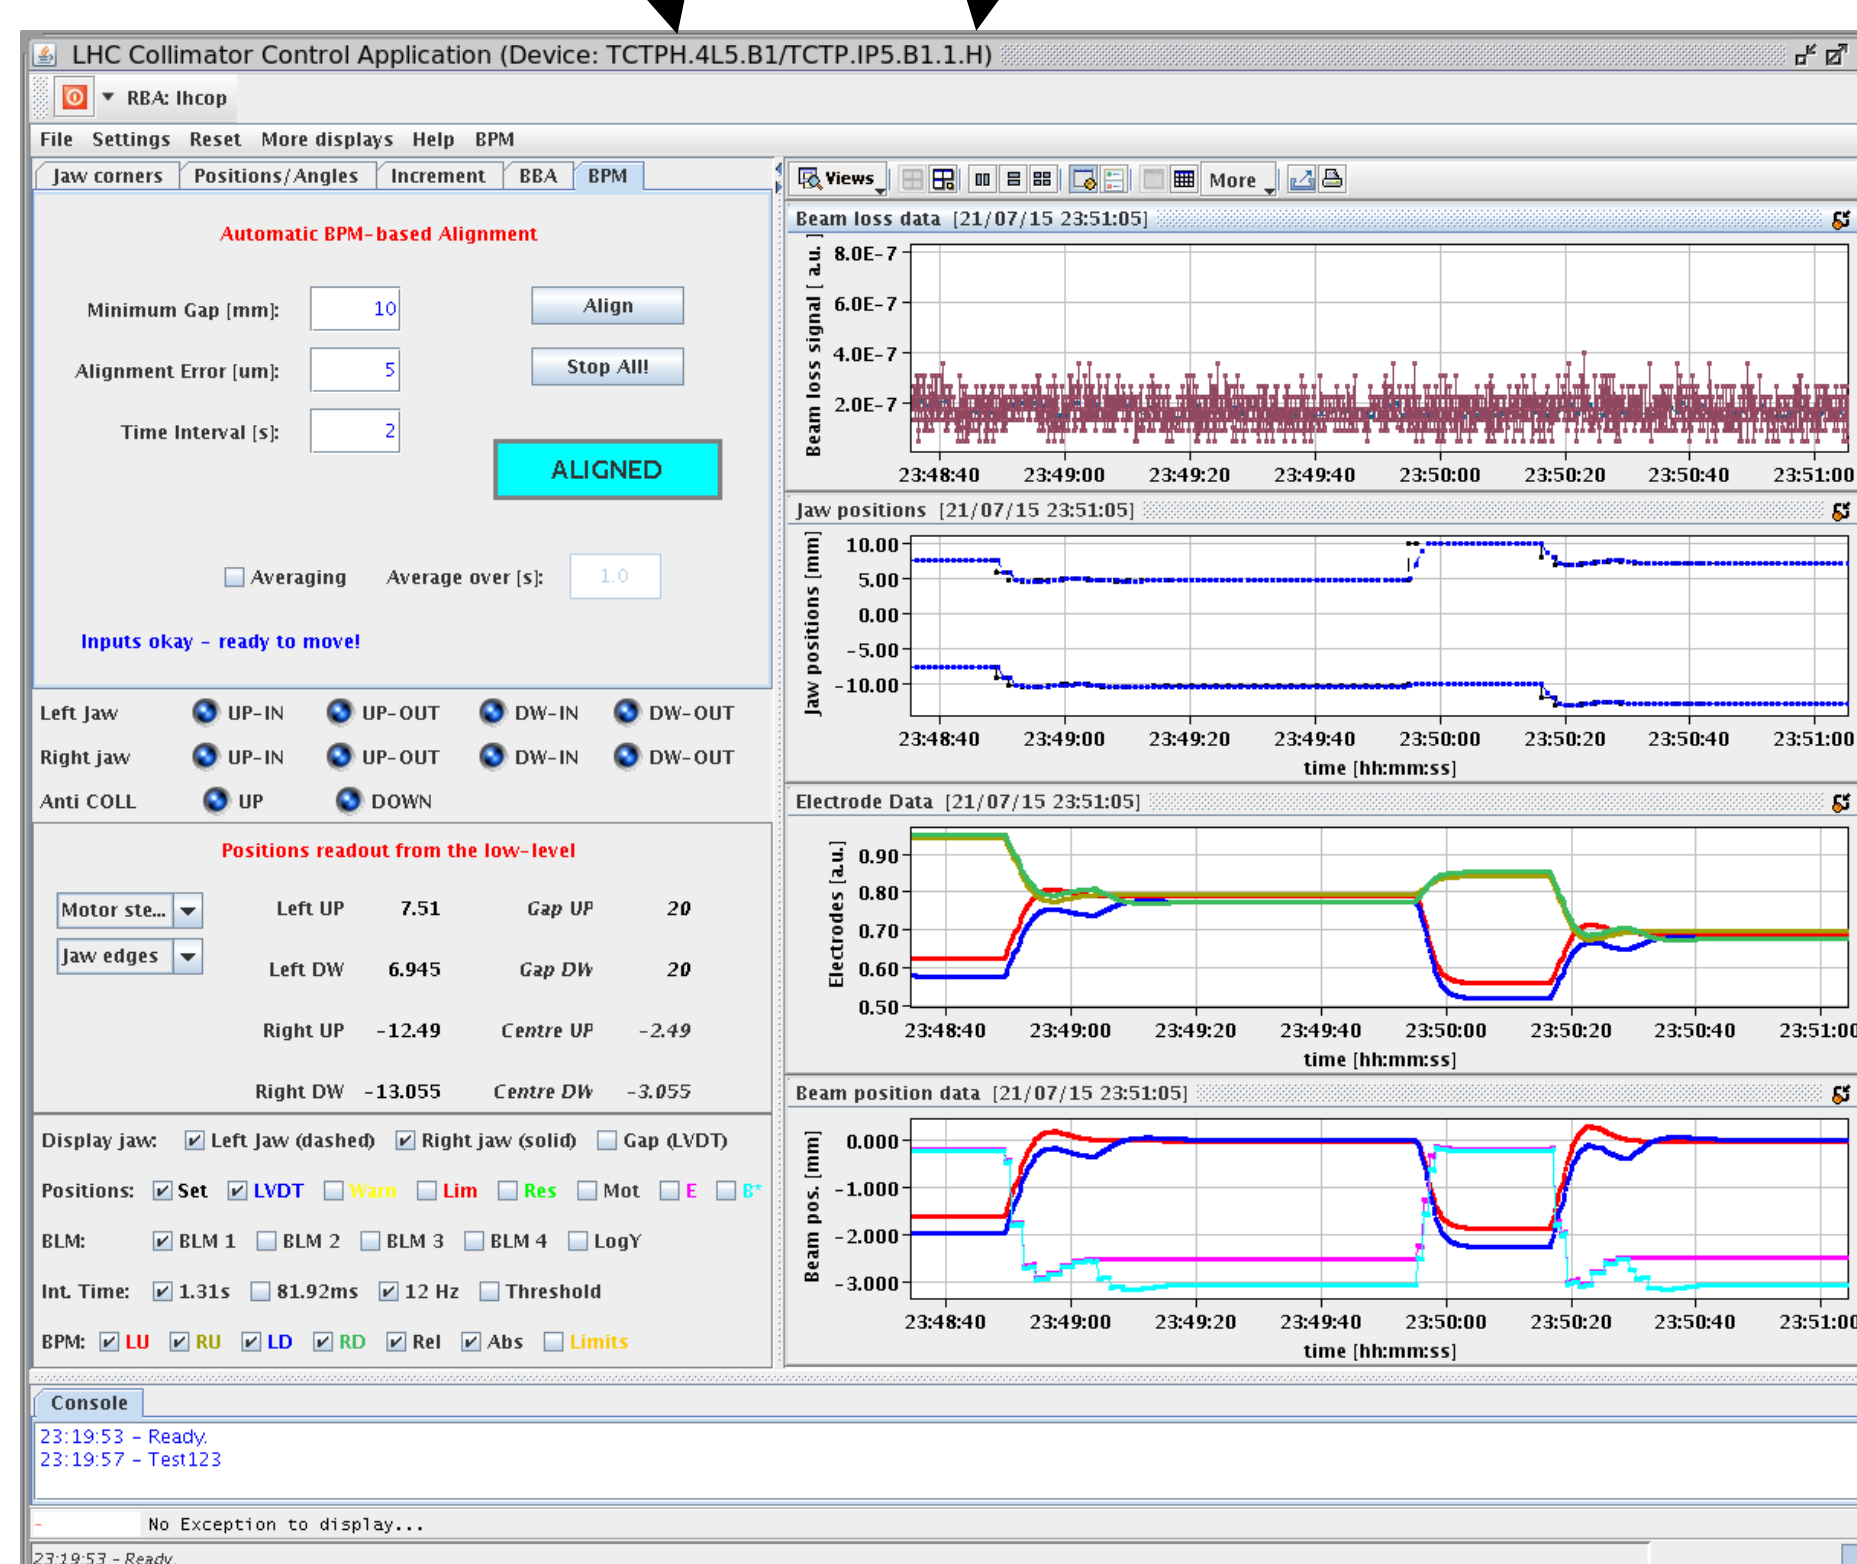 LHC Collimator Control Application (Device: TCTPH.4L5.B1/TCTP.IP5.B1.1.H)
RBA: lhcop
File Settings Reset More displays Help BPM
Jaw corners Positions/Angles Increment BBA BPM
Automatic BPM-based Alignment
Minimum Gap [mm]: 10 Align
Alignment Error [um]: 5 Stop All!
Time Interval [s]: 2
ALIGNED
Averaging Average over [s]: 1.0
Inputs okay - ready to move!
Left Jaw UP-IN UP-OUT DW-IN DW-OUT
Right jaw UP-IN UP-OUT DW-IN DW-OUT
Anti COLL UP DOWN
Positions readout from the low-level
Motor ste... Left UP 7.51 Gap UP 20
Jaw edges Left DW 6.945 Gap DW 20
Right UP -12.49 Centre UP -2.49
Right DW -13.055 Centre DW -3.055
Display jaw: Left Jaw (dashed) Right jaw (solid) Gap (LVDT)
Positions: Set LVDT Warn Lim Res Mot E B*
BLM: BLM 1 BLM 2 BLM 3 BLM 4 LogY
Int. Time: 1.31s 81.92ms 12 Hz Threshold
BPM: LU RU LD RD Rel Abs Limits
Views More
Beam loss data [21/07/15 23:51:05]
Beam loss signal [ a.u. ]
8.0E-7
6.0E-7
4.0E-7
2.0E-7
23:48:40 23:49:00 23:49:20 23:49:40 23:50:00 23:50:20 23:50:40 23:51:00
Jaw positions [21/07/15 23:51:05]
Jaw positions [mm]
10.00
5.00
0.00
-5.00
-10.00
23:48:40 23:49:00 23:49:20 23:49:40 23:50:00 23:50:20 23:50:40 23:51:00
time [hh:mm:ss]
Electrode Data [21/07/15 23:51:05]
Electrodes [a.u.]
0.90
0.80
0.70
0.60
0.50
23:48:40 23:49:00 23:49:20 23:49:40 23:50:00 23:50:20 23:50:40 23:51:00
time [hh:mm:ss]
Beam position data [21/07/15 23:51:05]
Beam pos. [mm]
0.000
-1.000
-2.000
-3.000
23:48:40 23:49:00 23:49:20 23:49:40 23:50:00 23:50:20 23:50:40 23:51:00
time [hh:mm:ss]
Console
23:19:53 - Ready.
23:19:57 - Test123
- No Exception to display...
23:19:53 - Ready.